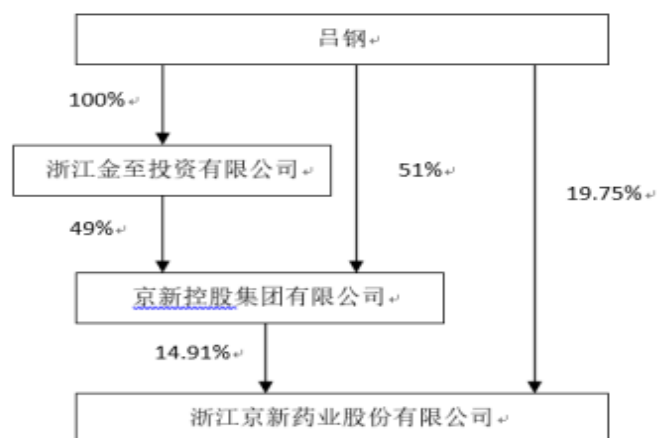 吕钢
100%
浙江金至投资有限公司
51%
19.75%
49%
京新控股集团有限公司
14.91%
浙江京新药业股份有限公司